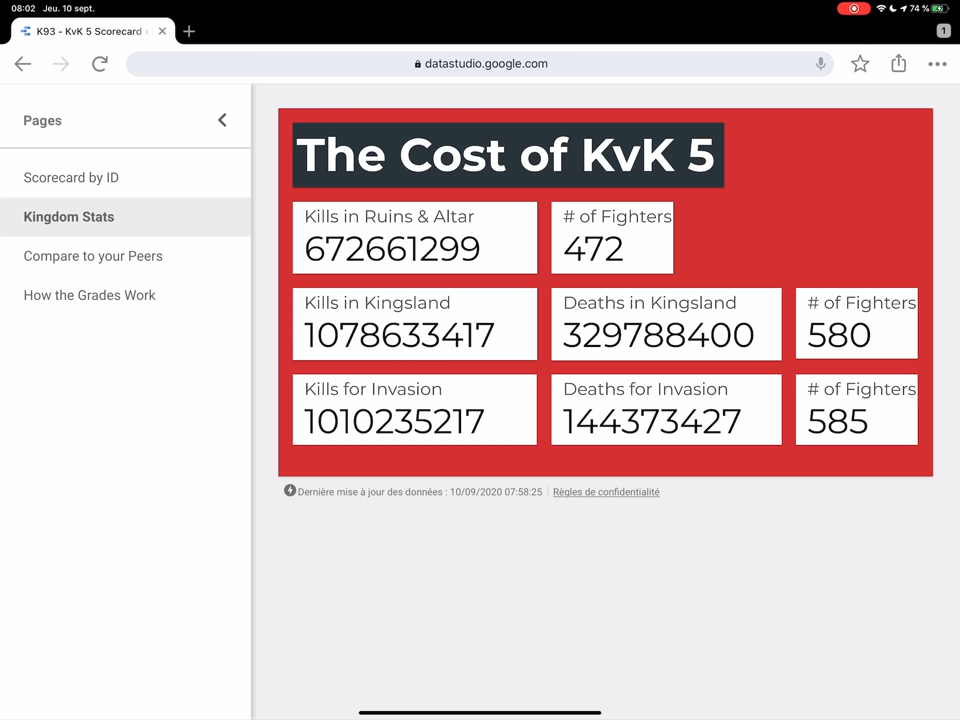 08:02 Jeu. 10 sept.
74 %
K93 - KvK 5 Scorecard
1
datastudio.google.com
Pages
Scorecard by ID
Kingdom Stats
Compare to your Peers
How the Grades Work
The Cost of KvK 5
Kills in Ruins & Altar
672661299
# of Fighters
472
Kills in Kingsland
1078633417
Deaths in Kingsland
329788400
# of Fighters
580
Kills for Invasion
1010235217
Deaths for Invasion
144373427
# of Fighters
585
Dernière mise à jour des données : 10/09/2020 07:58:25
Règles de confidentialité